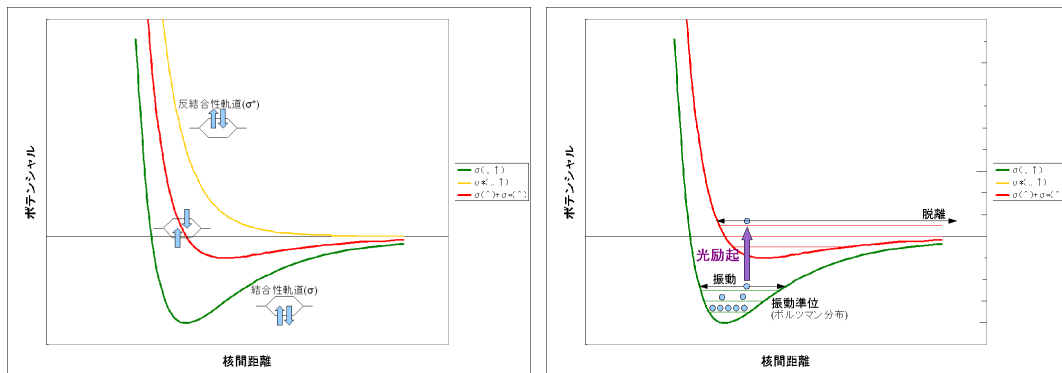 反結合性軌道(σ*)
結合性軌道(σ)
ポテンシャル
核間距離
σ(
脱離
光励起
振動
振動準位
(ボルツマン分布)
ポテンシャル
核間距離
σ(